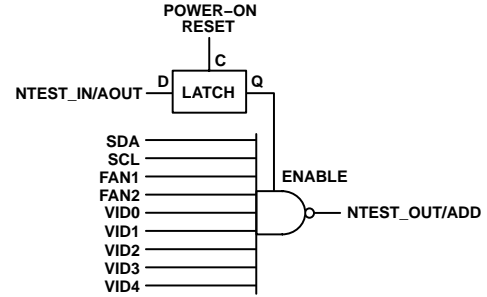 POWER–ON
RESET
C
D
Q
NTEST_IN/AOUT
LATCH
SDA
SCL
FAN1
ENABLE
FAN2
VID0
NTEST_OUT/ADD
VID1
VID2
VID3
VID4